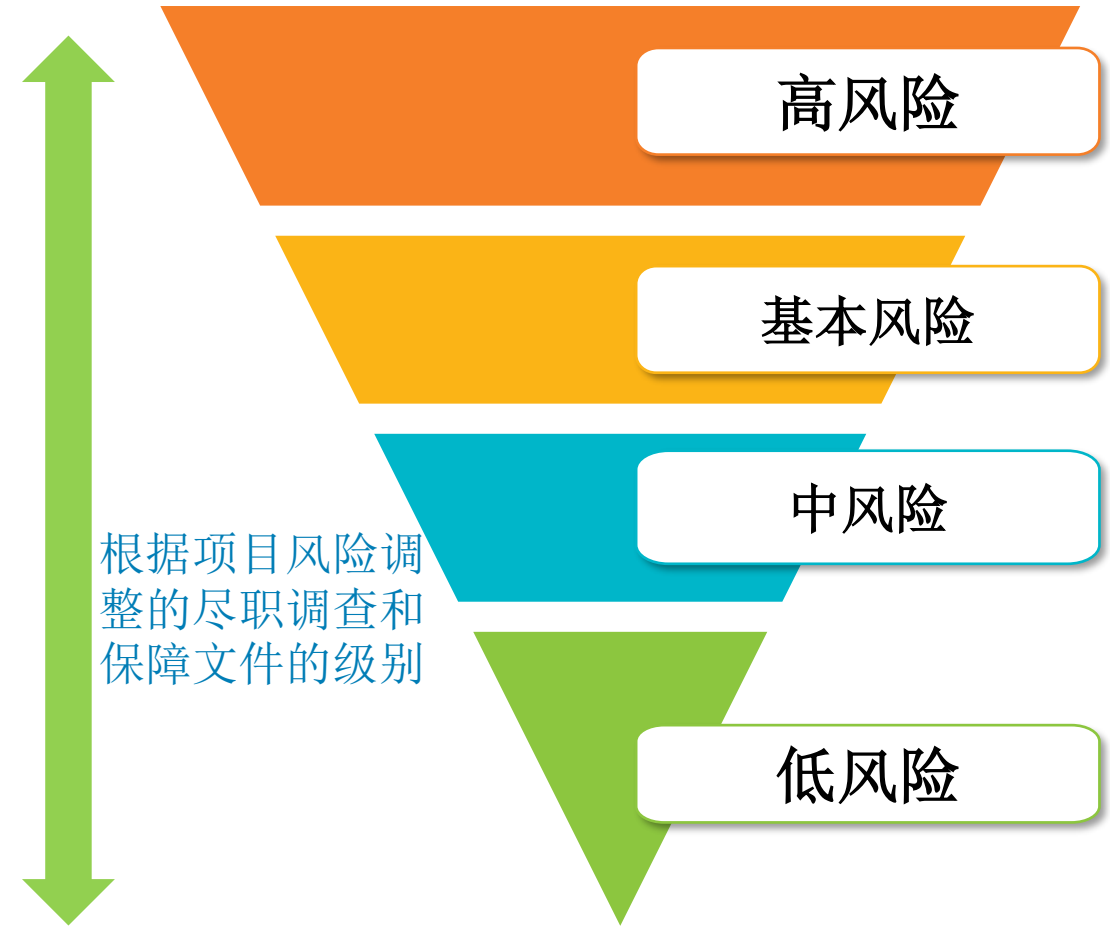 高风险
基本风险
中风险
根据项目风险调
整的尽职调查和
保障文件的级别
低风险